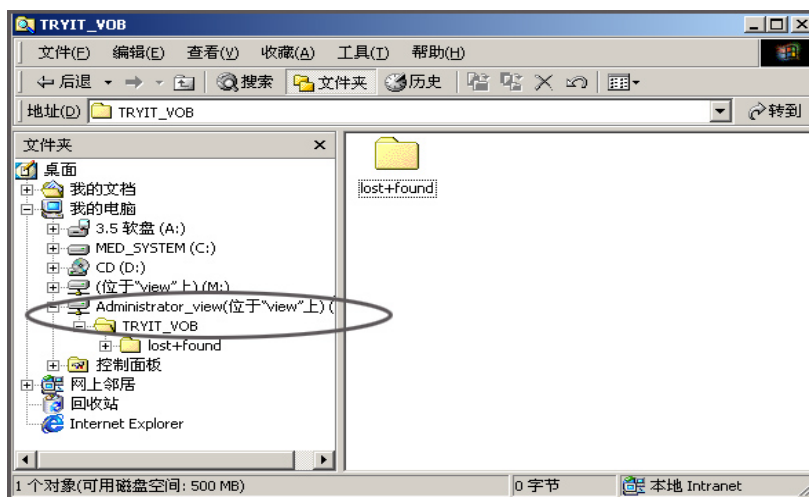 TRYIT_VOB
文件(F) 编辑(E) 查看(V) 收藏(A) 工具(T) 帮助(H)
后退 搜索 文件夹 历史
地址(D) TRYIT_VOB 转到
文件夹
桌面
我的文档
我的电脑
3.5 软盘 (A:)
MED_SYSTEM (C:)
CD (D:)
(位于"view"上) (M:)
Administrator_view(位于"view"上) (
TRYIT_VOB
lost+found
控制面板
网上邻居
回收站
Internet Explorer
lost+found
1 个对象(可用磁盘空间: 500 MB) 0 字节 本地 Intranet